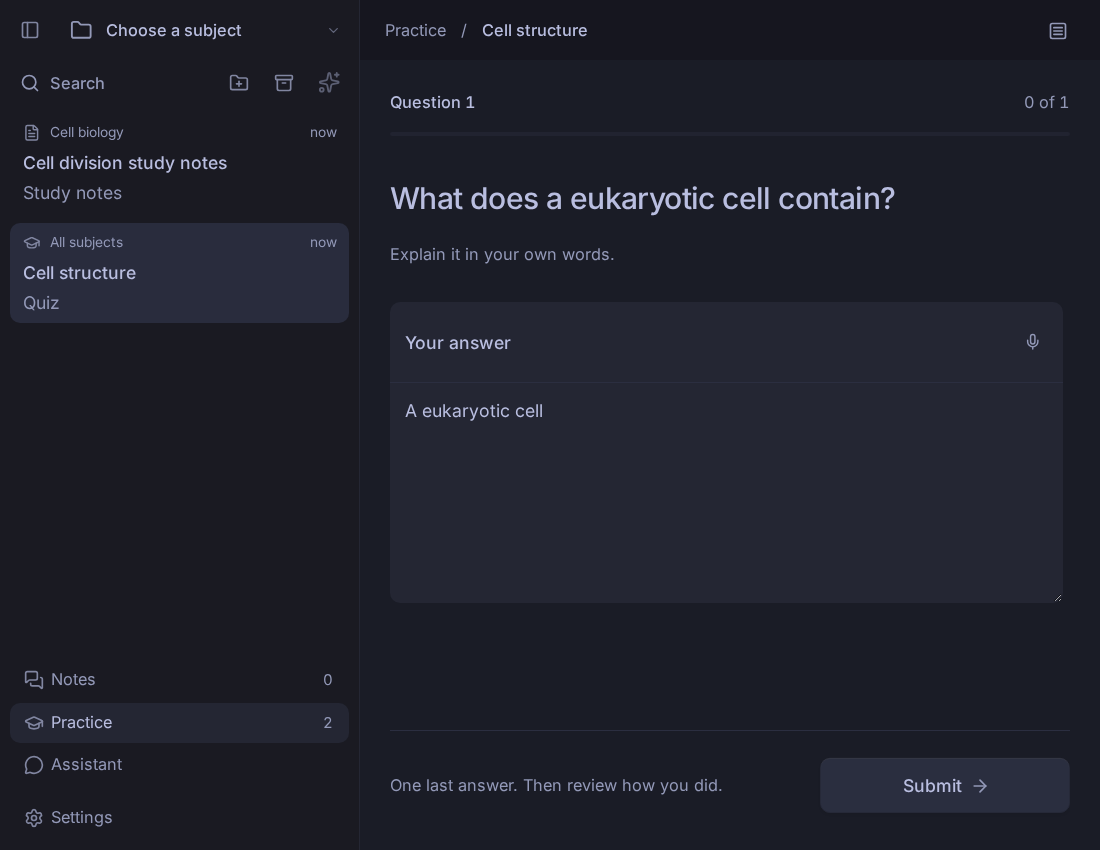 Choose a subject
Search
Cell biology now
Cell division study notes
Study notes
All subjects now
Cell structure
Quiz
Notes 0
Practice 2
Assistant
Settings
Practice / Cell structure
Question 1 0 of 1
What does a eukaryotic cell contain?
Explain it in your own words.
Your answer
A eukaryotic cell
One last answer. Then review how you did.
Submit